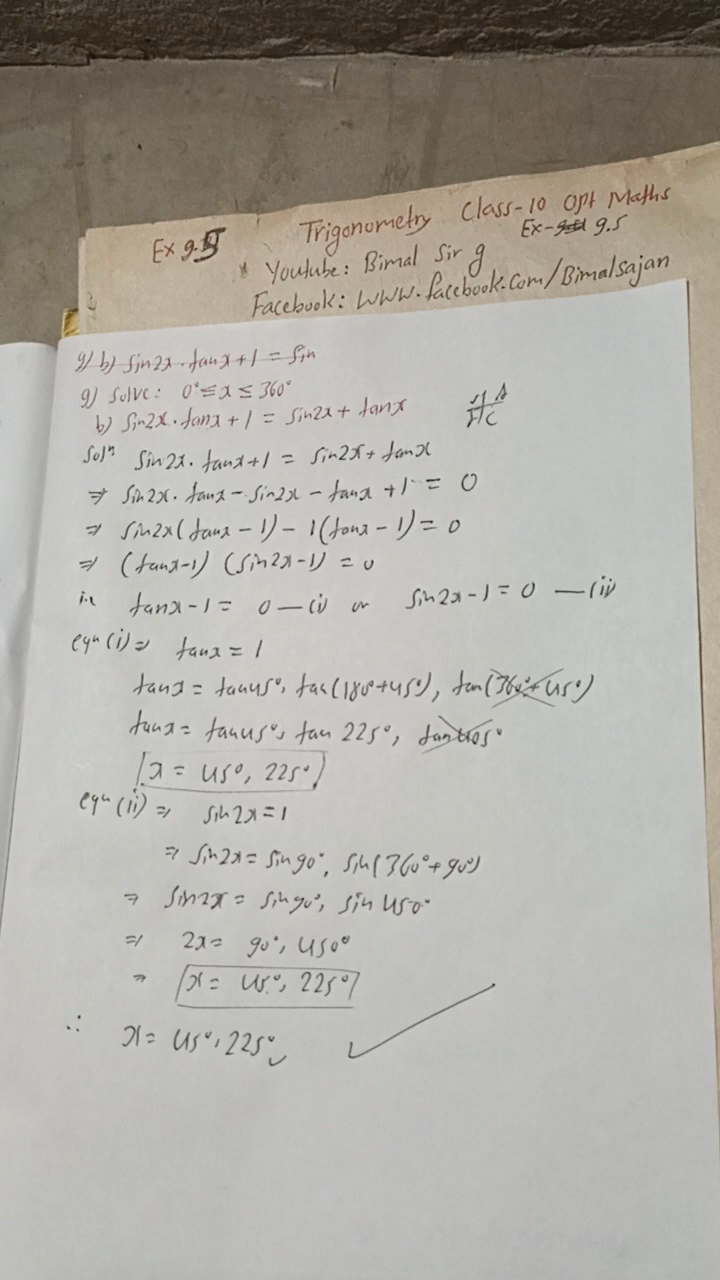 Ex 9.5
Trigonometry Class-10 Opt Maths
Ex- 9.5
Youtube: Bimal Sir g
Facebook: WWW.facebook.com/Bimalsajan
9) b) sin2x.tanx+1 = sin
9) Solve: 0°≤x≤360°
b) sin2x.tanx+1 = sin2x+tanx
Solⁿ sin2x.tanx+1 = sin2x+tanx
⇒ sin2x.tanx-sin2x-tanx+1 = 0
⇒ sin2x(tanx-1)-1(tanx-1)=0
⇒ (tanx-1)(sin2x-1)=0
tanx-1=0—(i) or sin2x-1=0—(ii)
eqⁿ(i)⇒ tanx=1
tanx=tan45°, tan(180°+45°), tan(360°+45°)
tanx=tan45°, tan 225°, tan405°
x=45°, 225°
eqⁿ(ii)⇒ sin2x=1
⇒ sin2x=sin90°, sin(360°+90°)
⇒ sin2x=sin90°, sin450°
⇒ 2x=90°, 450°
⇒ x=45°, 225°
∴ x=45°, 225°